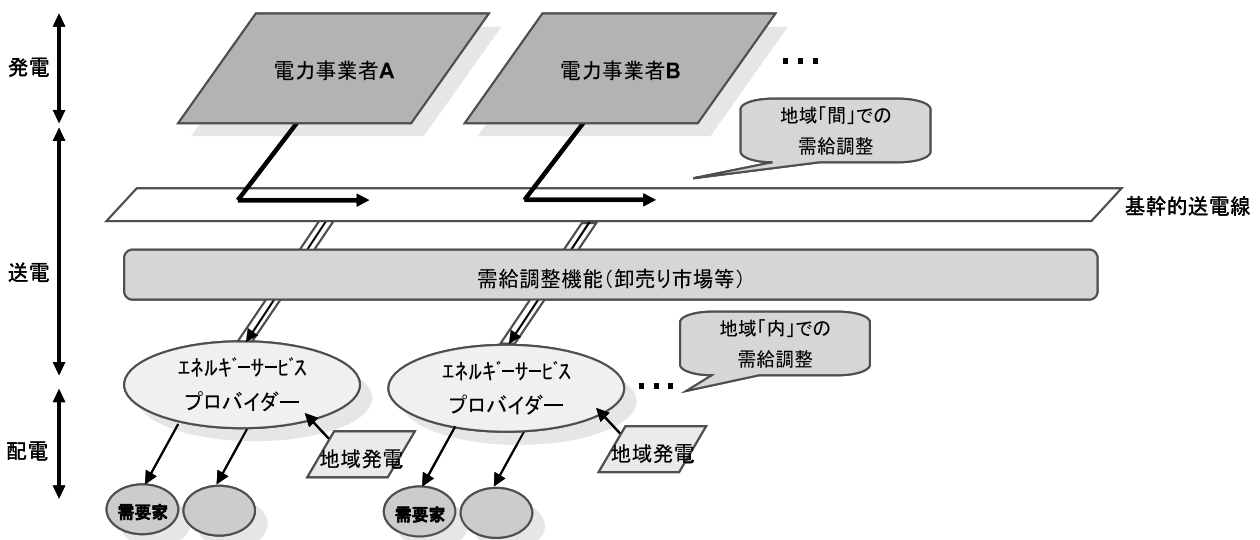 発電
電力事業者A
電力事業者B
…
地域「間」での
需給調整
基幹的送電線
送電
需給調整機能(卸売り市場等)
地域「内」での
需給調整
ｴﾈﾙｷﾞｰｻｰﾋﾞｽ
プロバイダー
ｴﾈﾙｷﾞｰｻｰﾋﾞｽ
プロバイダー
…
配電
地域発電
地域発電
需要家
需要家